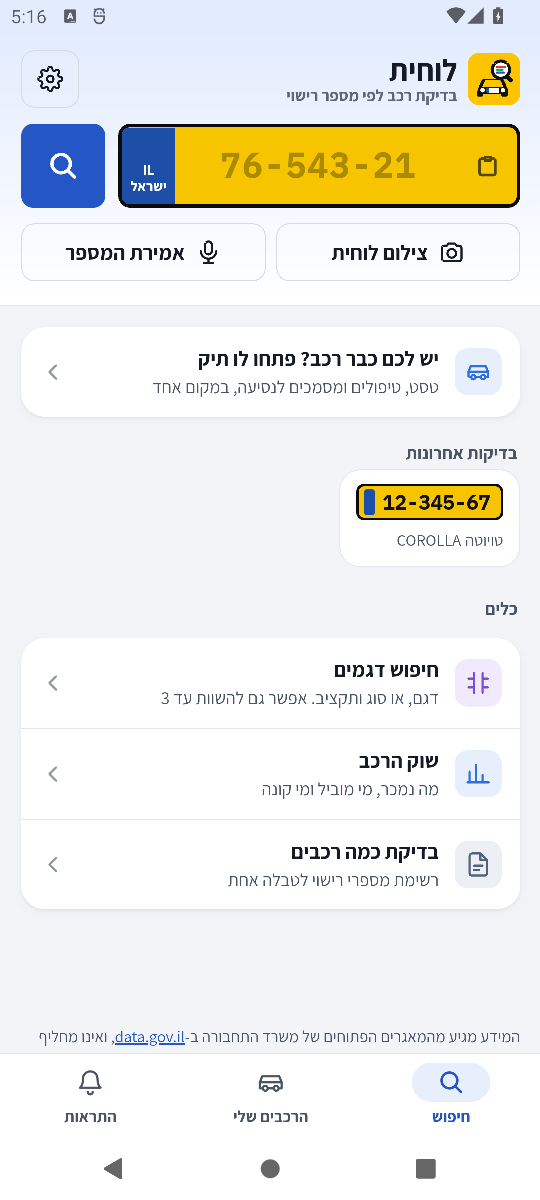 5:16
לוחית
בדיקת רכב לפי מספר רישוי
76-543-21
IL
ישראל
צילום לוחית
אמירת המספר
יש לכם כבר רכב? פתחו לו תיק
טסט, טיפולים ומסמכים לנסיעה, במקום אחד
בדיקות אחרונות
12-345-67
טויוטה COROLLA
כלים
חיפוש דגמים
דגם, או סוג ותקציב. אפשר גם להשוות עד 3
שוק הרכב
מה נמכר, מי מוביל ומי קונה
בדיקת כמה רכבים
רשימת מספרי רישוי לטבלה אחת
המידע מגיע מהמאגרים הפתוחים של משרד התחבורה ב-data.gov.il, ואינו מחליף
חיפוש
הרכבים שלי
התראות